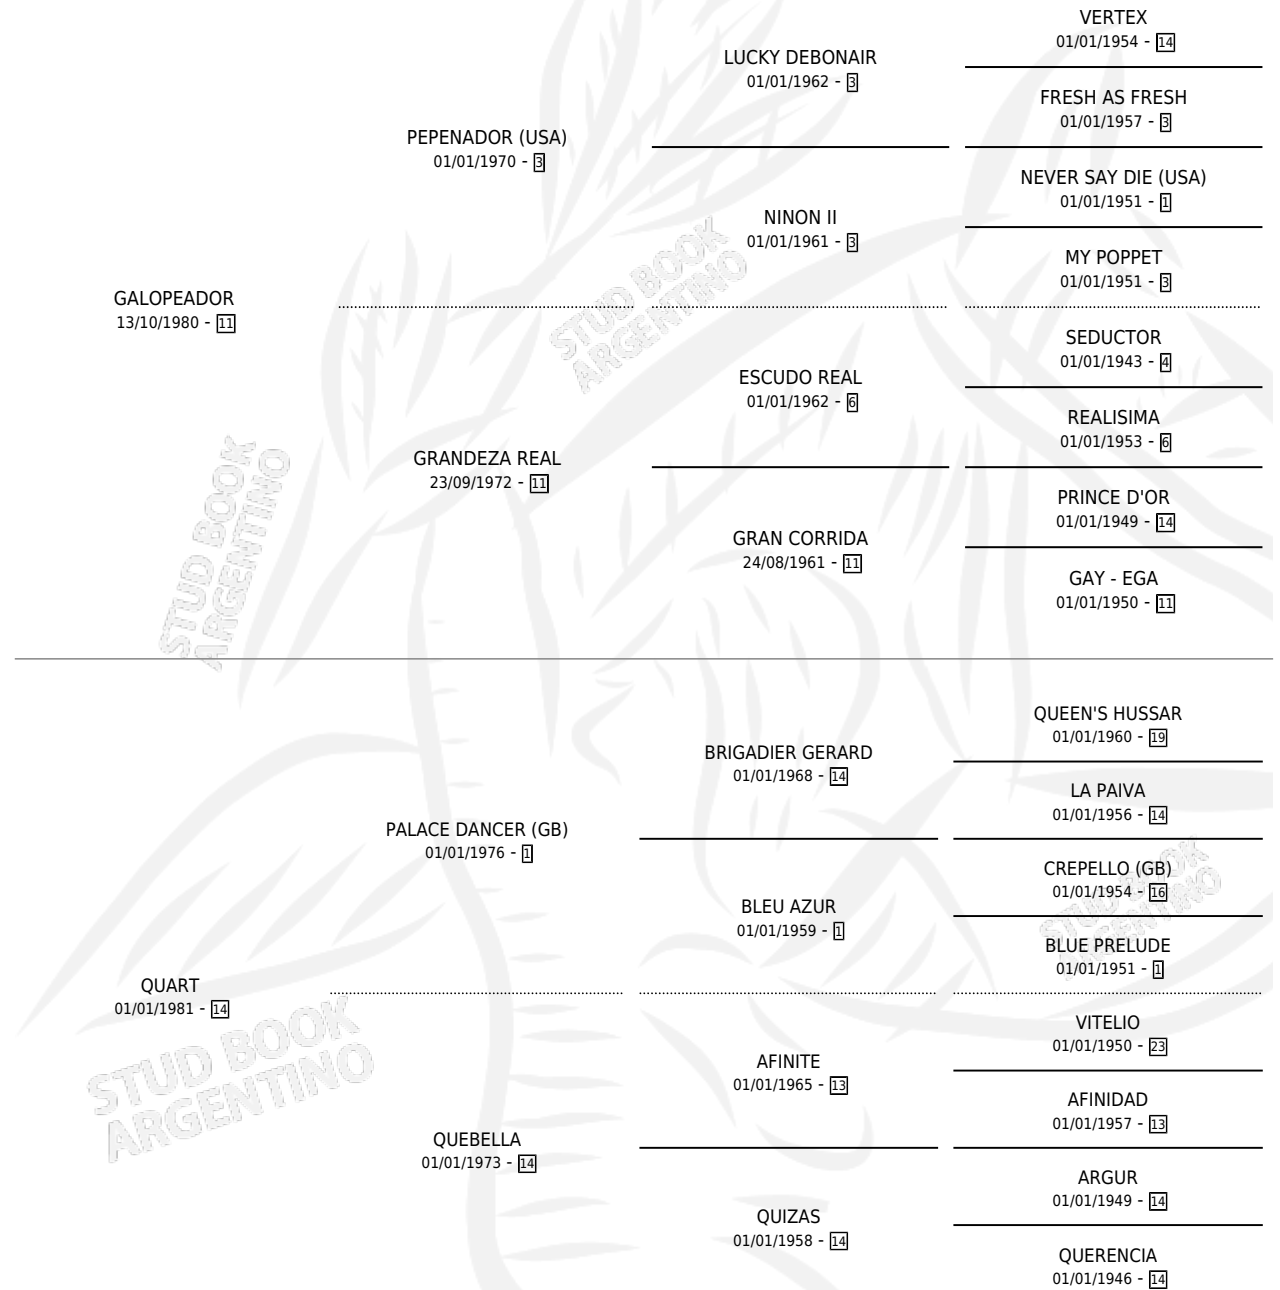 VERTEX
01/01/1954 - 14
LUCKY DEBONAIR
01/01/1962 - 3
FRESH AS FRESH
01/01/1957 - 3
PEPENADOR (USA)
01/01/1970 - 3
NEVER SAY DIE (USA)
01/01/1951 - 1
NINON II
01/01/1961 - 3
MY POPPET
01/01/1951 - 3
GALOPEADOR
13/10/1980 - 11
STUD BOOK
ARGENTINO
SEDUCTOR
01/01/1943 - 4
ESCUDO REAL
01/01/1962 - 6
REALISIMA
01/01/1953 - 6
GRANDEZA REAL
23/09/1972 - 11
PRINCE D'OR
01/01/1949 - 14
GRAN CORRIDA
24/08/1961 - 11
GAY - EGA
01/01/1950 - 11
STUD BOOK
ARGENTINO
QUEEN'S HUSSAR
01/01/1960 - 19
BRIGADIER GERARD
01/01/1968 - 14
LA PAIVA
01/01/1956 - 14
PALACE DANCER (GB)
01/01/1976 - 1
CREPELLO (GB)
01/01/1954 - 16
BLEU AZUR
01/01/1959 - 1
STUD BOOK
ARGENTINO
BLUE PRELUDE
01/01/1951 - 1
QUART
01/01/1981 - 14
STUD BOOK
ARGENTINO
VITELIO
01/01/1950 - 23
AFINITE
01/01/1965 - 13
AFINIDAD
01/01/1957 - 13
QUEBELLA
01/01/1973 - 14
ARGUR
01/01/1949 - 14
QUIZAS
01/01/1958 - 14
QUERENCIA
01/01/1946 - 14